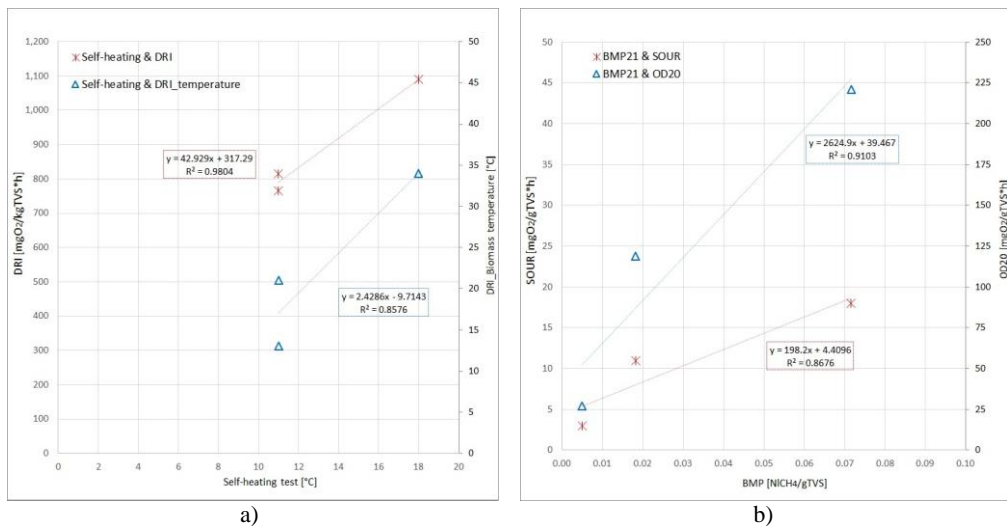 1,200
1,100
1,000
900
800
700
600
500
400
300
200
100
0
DRI [mgO2/kgTVS*h]
Self-heating & DRI
Self-heating & DRI_temperature
y = 42.929x + 317.29
R² = 0.9804
y = 2.4286x - 9.7143
R² = 0.8576
50
45
40
35
30
25
20
15
10
5
0
DRI_Biomass temperature [°C]
0 2 4 6 8 10 12 14 16 18 20
Self-heating test [°C]
a)
50
45
40
35
30
25
20
15
10
5
0
SOUR [mgO2/gTVS*h]
BMP21 & SOUR
BMP21 & OD20
y = 2624.9x + 39.467
R² = 0.9103
y = 198.2x + 4.4096
R² = 0.8676
250
225
200
175
150
125
100
75
50
25
0
OD20 [mgO2/gTVS*h]
0.00 0.01 0.02 0.03 0.04 0.05 0.06 0.07 0.08 0.09 0.10
BMP [NlCH4/gTVS]
b)